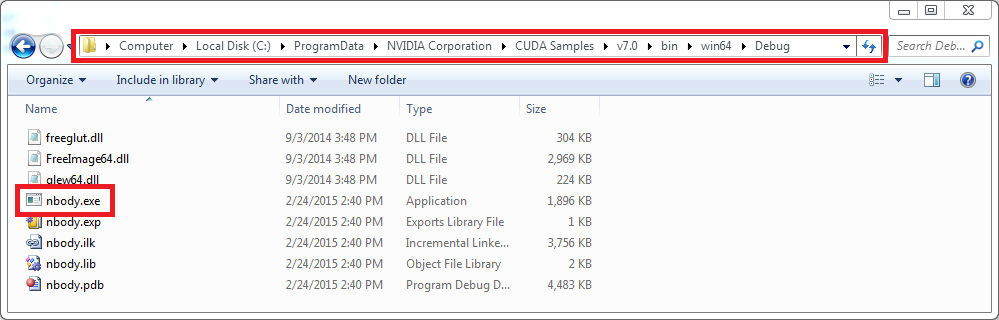 Computer Local Disk (C:) ProgramData NVIDIA Corporation CUDA Samples v7.0 bin win64 Debug Search Deb...
Organize Include in library Share with New folder
Name Date modified Type Size
freeglut.dll 9/3/2014 3:48 PM DLL File 304 KB
FreeImage64.dll 9/3/2014 3:48 PM DLL File 2,969 KB
glew64.dll 9/3/2014 3:48 PM DLL File 224 KB
nbody.exe 2/24/2015 2:40 PM Application 1,896 KB
nbody.exp 2/24/2015 2:40 PM Exports Library File 1 KB
nbody.ilk 2/24/2015 2:40 PM Incremental Linke... 3,756 KB
nbody.lib 2/24/2015 2:40 PM Object File Library 2 KB
nbody.pdb 2/24/2015 2:40 PM Program Debug D... 4,483 KB